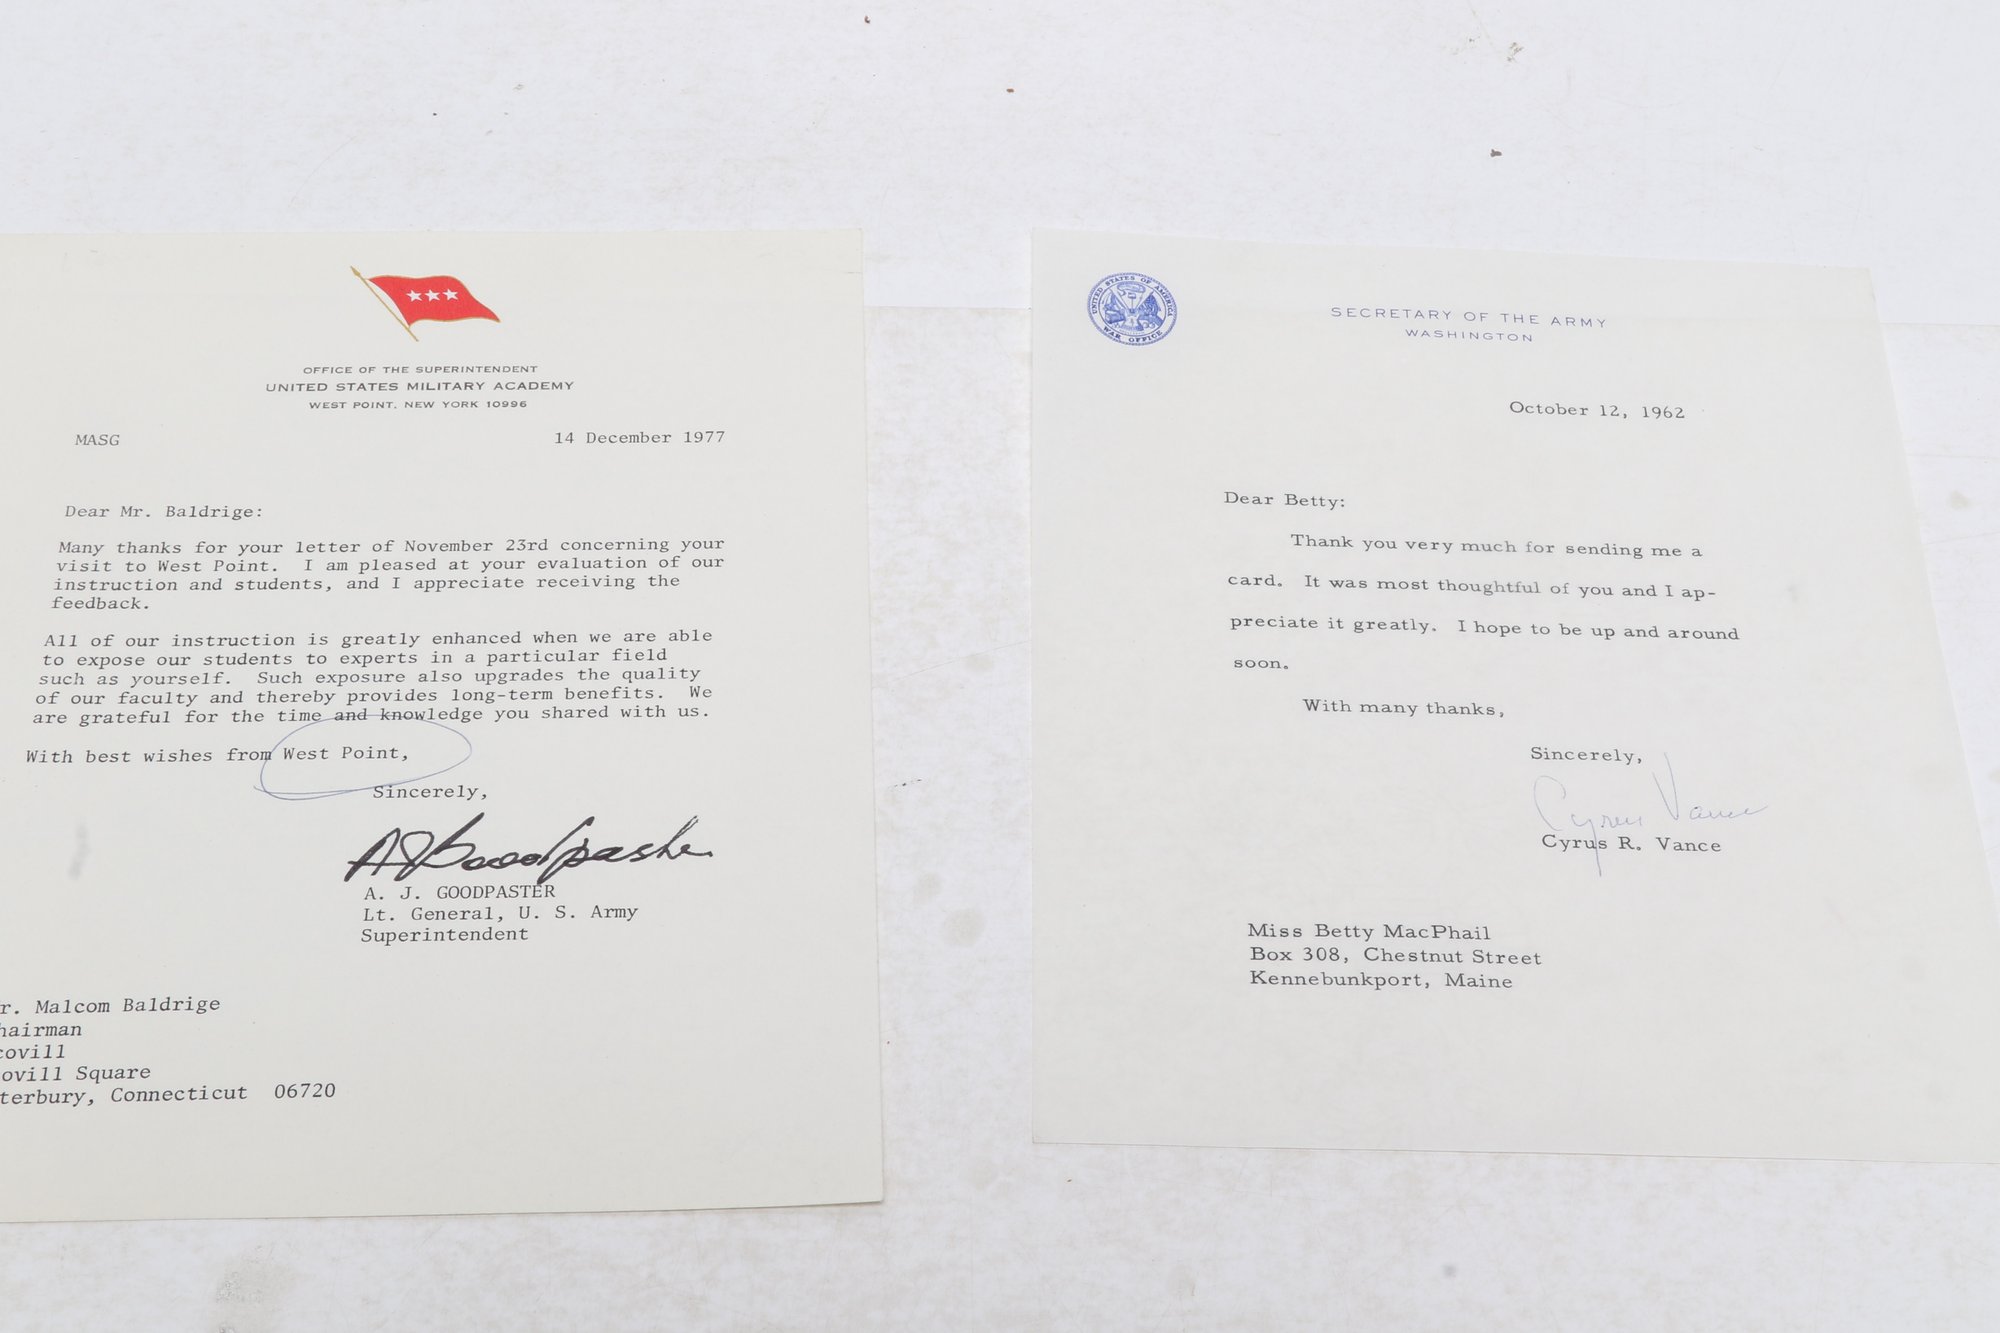 OFFICE OF THE SUPERINTENDENT
UNITED STATES MILITARY ACADEMY
WEST POINT, NEW YORK 10996
MASG
14 December 1977
Dear Mr. Baldrige:
Many thanks for your letter of November 23rd concerning your
visit to West Point. I am pleased at your evaluation of our
instruction and students, and I appreciate receiving the
feedback.
All of our instruction is greatly enhanced when we are able
to expose our students to experts in a particular field
such as yourself. Such exposure also upgrades the quality
of our faculty and thereby provides long-term benefits. We
are grateful for the time and knowledge you shared with us.
With best wishes from West Point,
Sincerely,
A J Goodpaster
A. J. GOODPASTER
Lt. General, U. S. Army
Superintendent
r. Malcom Baldrige
hairman
covill
ovill Square
terbury, Connecticut 06720
UNITED STATES OF AMERICA
WAR OFFICE
SECRETARY OF THE ARMY
WASHINGTON
October 12, 1962
Dear Betty:
Thank you very much for sending me a
card. It was most thoughtful of you and I ap-
preciate it greatly. I hope to be up and around
soon.
With many thanks,
Sincerely,
Cyrus Vance
Cyrus R. Vance
Miss Betty MacPhail
Box 308, Chestnut Street
Kennebunkport, Maine